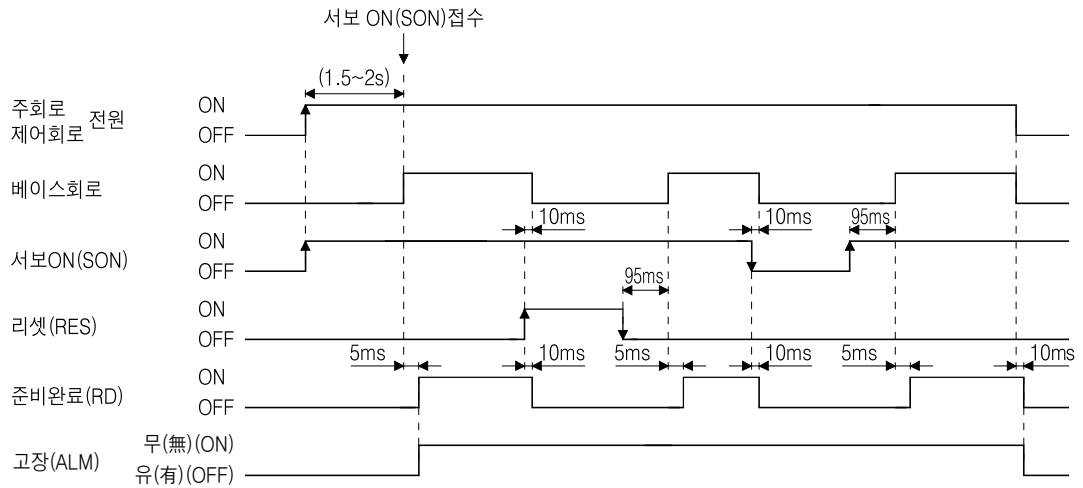 서보 ON(SON)접수
(1.5~2s)
주회로
제어회로 전원
ON
OFF
베이스회로
ON
OFF
10ms
10ms
95ms
서보ON(SON)
ON
OFF
95ms
리셋(RES)
ON
OFF
5ms
10ms
5ms
10ms
5ms
10ms
준비완료(RD)
ON
OFF
고장(ALM)
무(無)(ON)
유(有)(OFF)